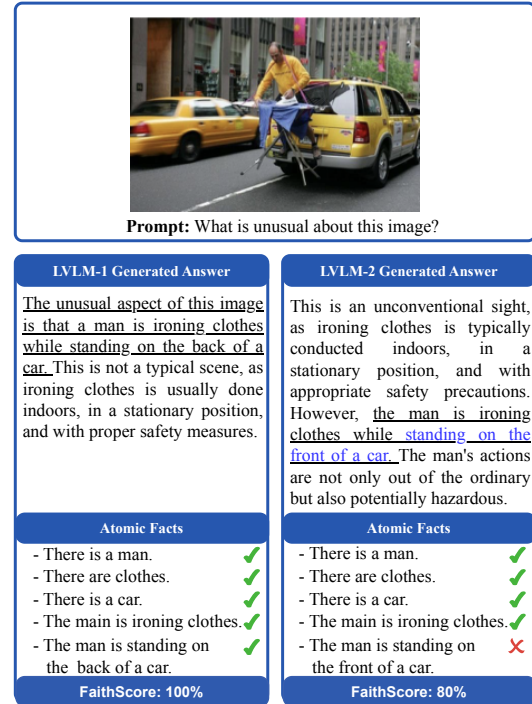 Prompt: What is unusual about this image?
LVLM-1 Generated Answer
The unusual aspect of this image
is that a man is ironing clothes
while standing on the back of a
car. This is not a typical scene, as
ironing clothes is usually done
indoors, in a stationary position,
and with proper safety measures.
Atomic Facts
- There is a man.
- There are clothes.
- There is a car.
- The main is ironing clothes.
- The man is standing on
the back of a car.
FaithScore: 100%
LVLM-2 Generated Answer
This is an unconventional sight,
as ironing clothes is typically
conducted indoors, in a
stationary position, and with
appropriate safety precautions.
However, the man is ironing
clothes while standing on the
front of a car. The man's actions
are not only out of the ordinary
but also potentially hazardous.
Atomic Facts
- There is a man.
- There are clothes.
- There is a car.
- The man is ironing clothes.
- The man is standing on
the front of a car.
FaithScore: 80%